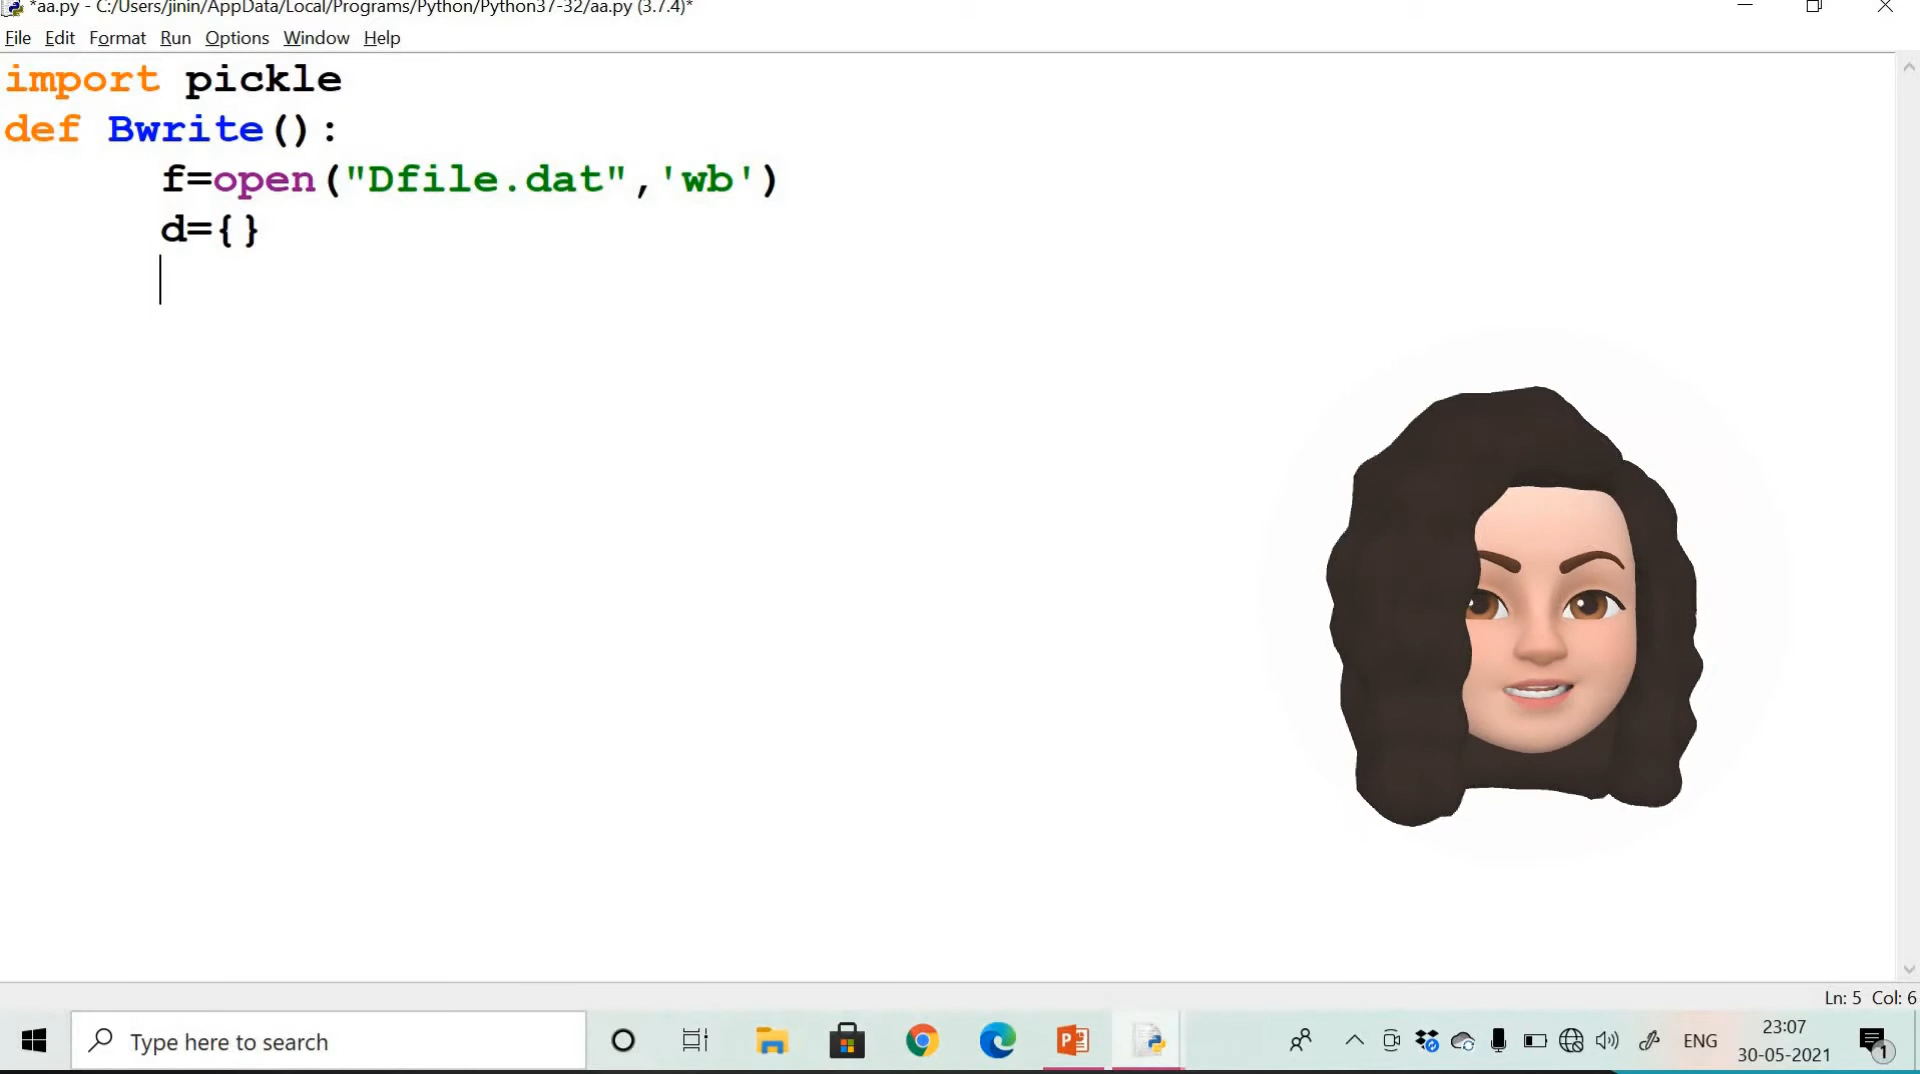 *aa.py - C:/Users/jinin/AppData/Local/Programs/Python/Python37-32/aa.py (3.7.4)*
File Edit Format Run Options Window Help
import pickle
def Bwrite():
f=open("Dfile.dat",'wb')
d={}
Ln: 5 Col: 6
Type here to search
ENG
23:07
30-05-2021
1